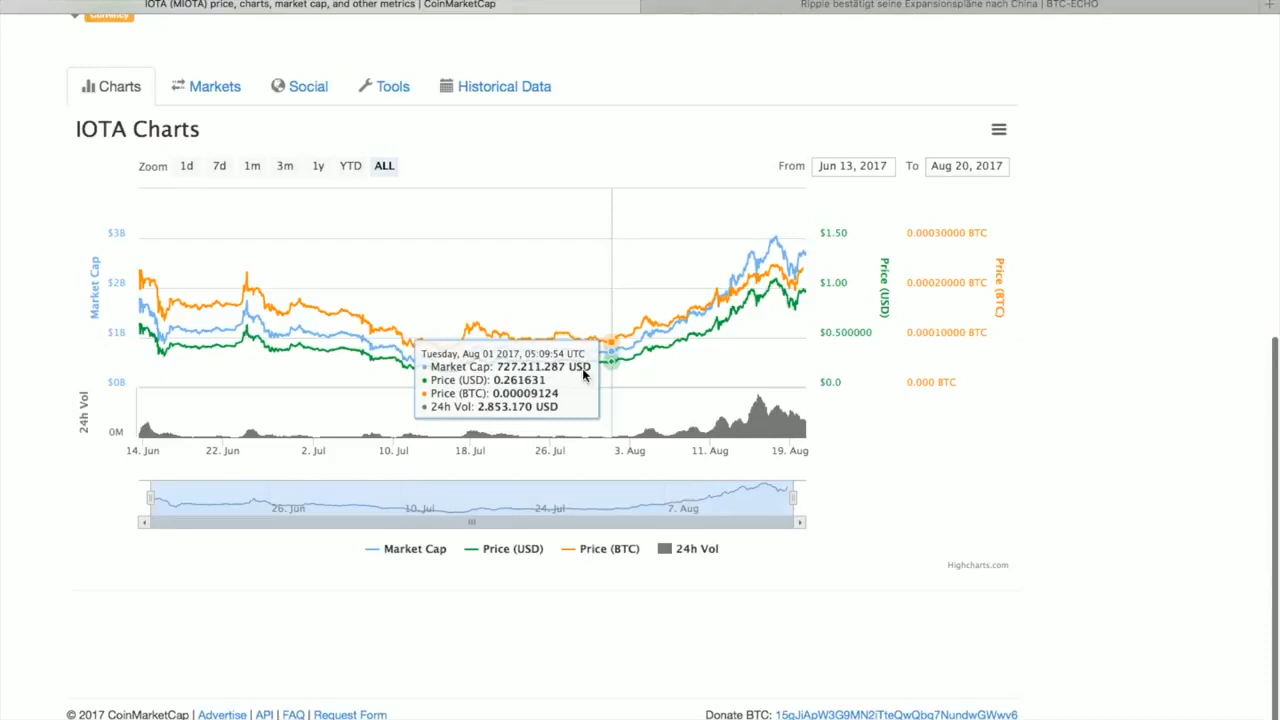 IOTA (MIOTA) price, charts, market cap, and other metrics | CoinMarketCap
Ripple bestätigt seine Expansionspläne nach China | BTC-ECHO
Currency
Charts Markets Social Tools Historical Data
IOTA Charts
Zoom 1d 7d 1m 3m 1y YTD ALL From Jun 13, 2017 To Aug 20, 2017
$3B $1.50 0.00030000 BTC
$2B $1.00 0.00020000 BTC
$1B $0.500000 0.00010000 BTC
$0B $0.0 0.000 BTC
Market Cap
Price (USD)
Price (BTC)
24h Vol
0M
Tuesday, Aug 01 2017, 05:09:54 UTC
Market Cap: 727.211.287 USD
Price (USD): 0.261631
Price (BTC): 0.00009124
24h Vol: 2.853.170 USD
14. Jun 22. Jun 2. Jul 10. Jul 18. Jul 26. Jul 3. Aug 11. Aug 19. Aug
26. Jun 10. Jul 24. Jul 7. Aug
Market Cap Price (USD) Price (BTC) 24h Vol
Highcharts.com
© 2017 CoinMarketCap | Advertise | API | FAQ | Request Form
Donate BTC: 15gJiApW3G9MN2iTteQwQbg7NundwGWwv6